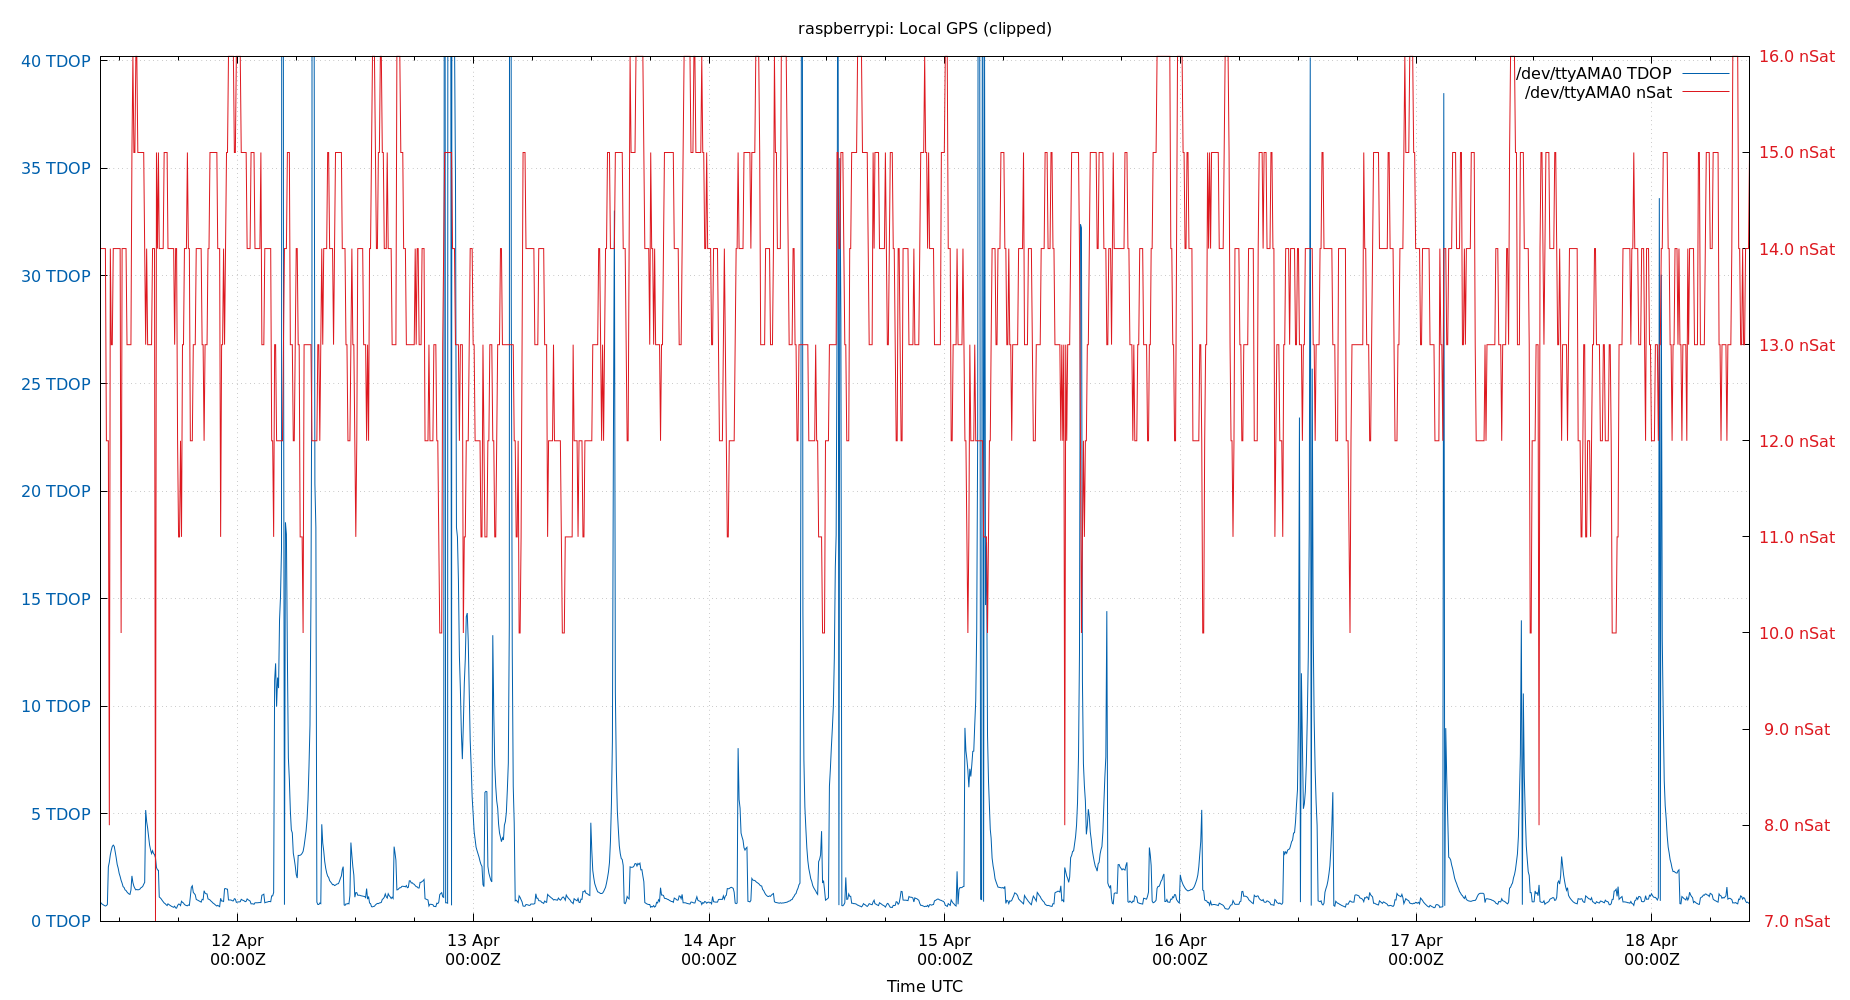 raspberrypi: Local GPS (clipped)
40 TDOP
35 TDOP
30 TDOP
25 TDOP
20 TDOP
15 TDOP
10 TDOP
5 TDOP
0 TDOP
16.0 nSat
15.0 nSat
14.0 nSat
13.0 nSat
12.0 nSat
11.0 nSat
10.0 nSat
9.0 nSat
8.0 nSat
7.0 nSat
/dev/ttyAMA0 TDOP
/dev/ttyAMA0 nSat
12 Apr
00:00Z
13 Apr
00:00Z
14 Apr
00:00Z
15 Apr
00:00Z
16 Apr
00:00Z
17 Apr
00:00Z
18 Apr
00:00Z
Time UTC